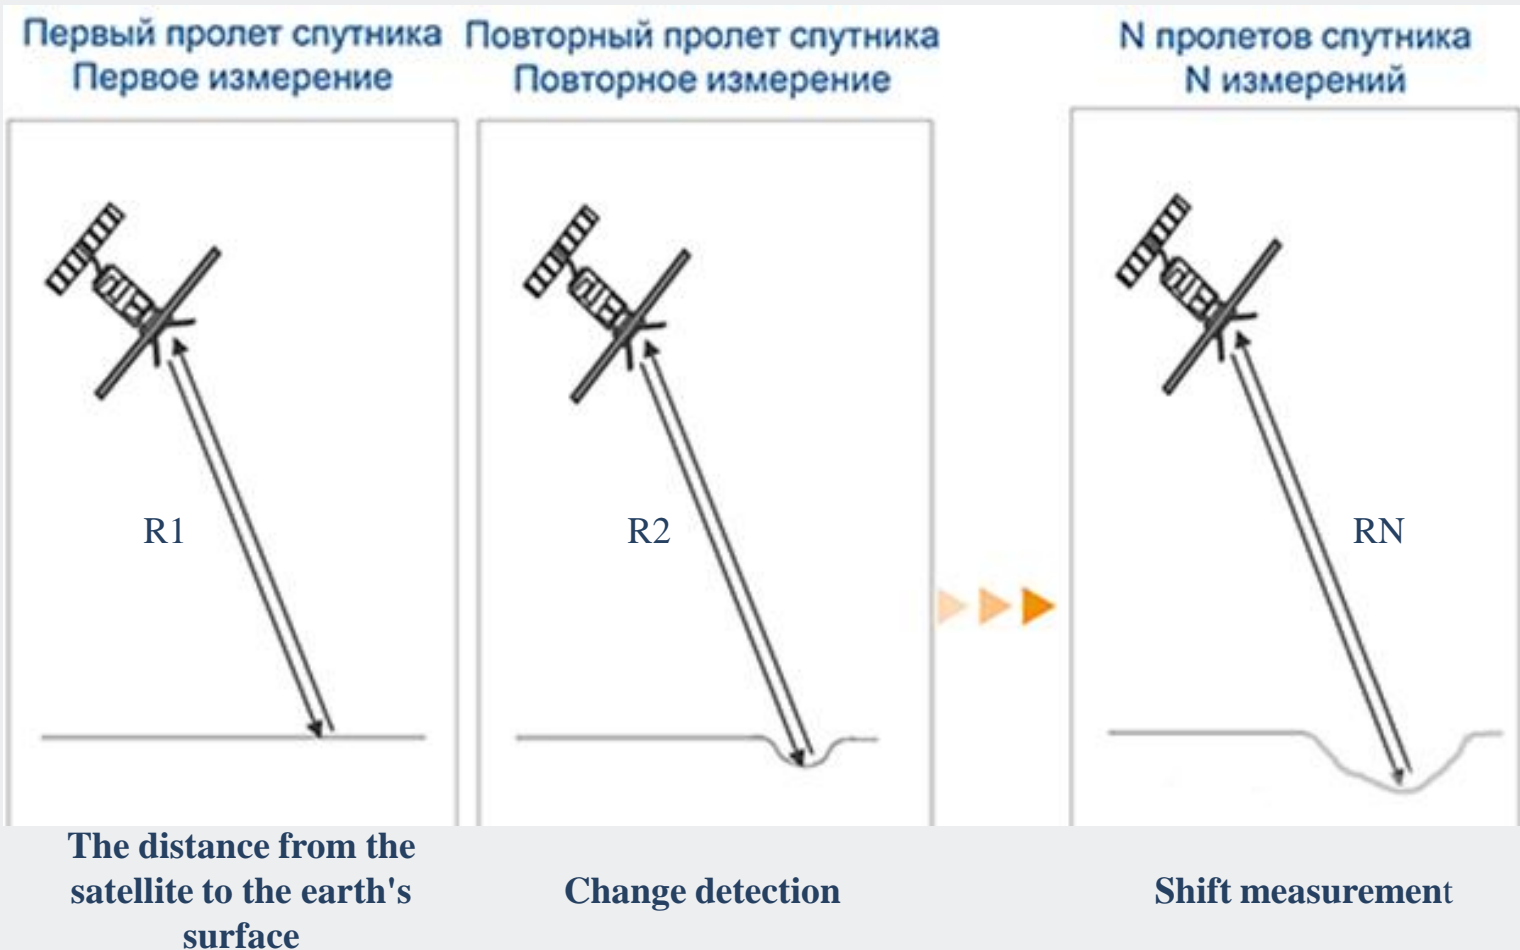 Первый пролет спутника
Первое измерение
Повторный пролет спутника
Повторное измерение
N пролетов спутника
N измерений
R1
R2
RN
The distance from the
satellite to the earth's
surface
Change detection
Shift measurement